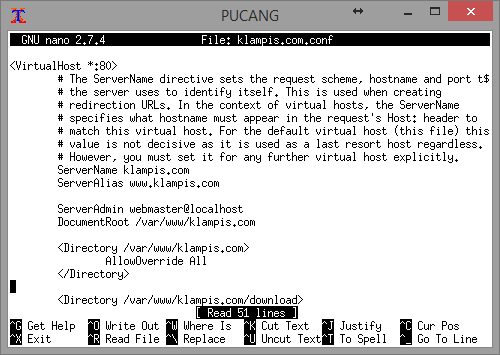 PUCANG
GNU nano 2.7.4 File: klampis.com.conf
<VirtualHost *:80>
# The ServerName directive sets the request scheme, hostname and port t$
# the server uses to identify itself. This is used when creating
# redirection URLs. In the context of virtual hosts, the ServerName
# specifies what hostname must appear in the request's Host: header to
# match this virtual host. For the default virtual host (this file) this
# value is not decisive as it is used as a last resort host regardless.
# However, you must set it for any further virtual host explicitly.
ServerName klampis.com
ServerAlias www.klampis.com
ServerAdmin webmaster@localhost
DocumentRoot /var/www/klampis.com
<Directory /var/www/klampis.com>
AllowOverride All
</Directory>
<Directory /var/www/klampis.com/download>
[ Read 51 lines ]
^G Get Help ^O Write Out ^W Where Is ^K Cut Text ^J Justify ^C Cur Pos
^X Exit ^R Read File ^\ Replace ^U Uncut Text ^T To Spell ^_ Go To Line